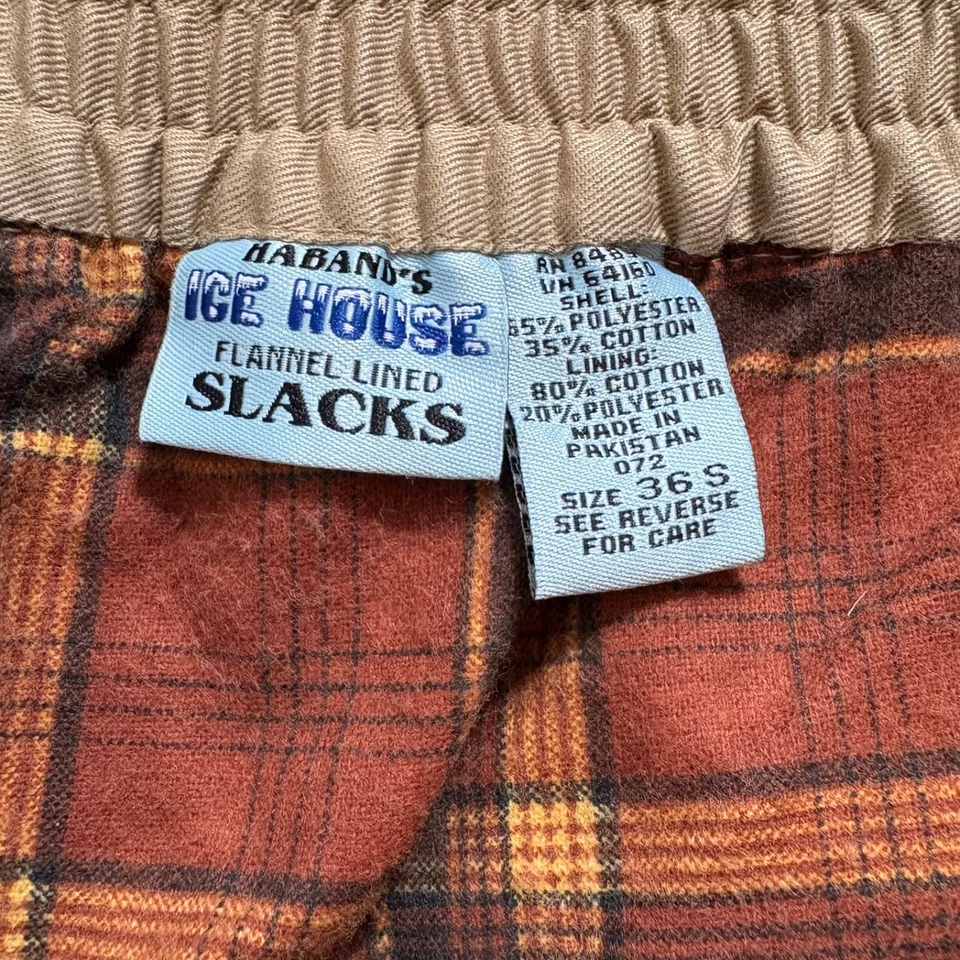 HABAND'S
ICE HOUSE
FLANNEL LINED
SLACKS
RN
VN 64160
SHELL:
65% POLYESTER
35% COTTON
LINING:
80% COTTON
20% POLYESTER
MADE IN
PAKISTAN
072
SIZE 36 S
SEE REVERSE
FOR CARE